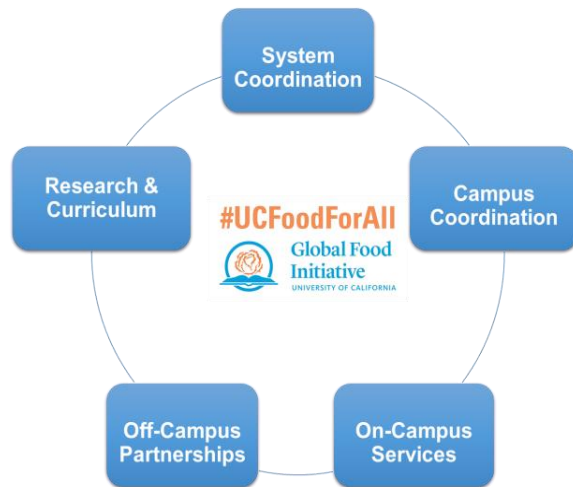 System
Coordination
Research &
Curriculum
Campus
Coordination
#UCFoodForAll
Global Food
Initiative
UNIVERSITY OF CALIFORNIA
Off-Campus
Partnerships
On-Campus
Services